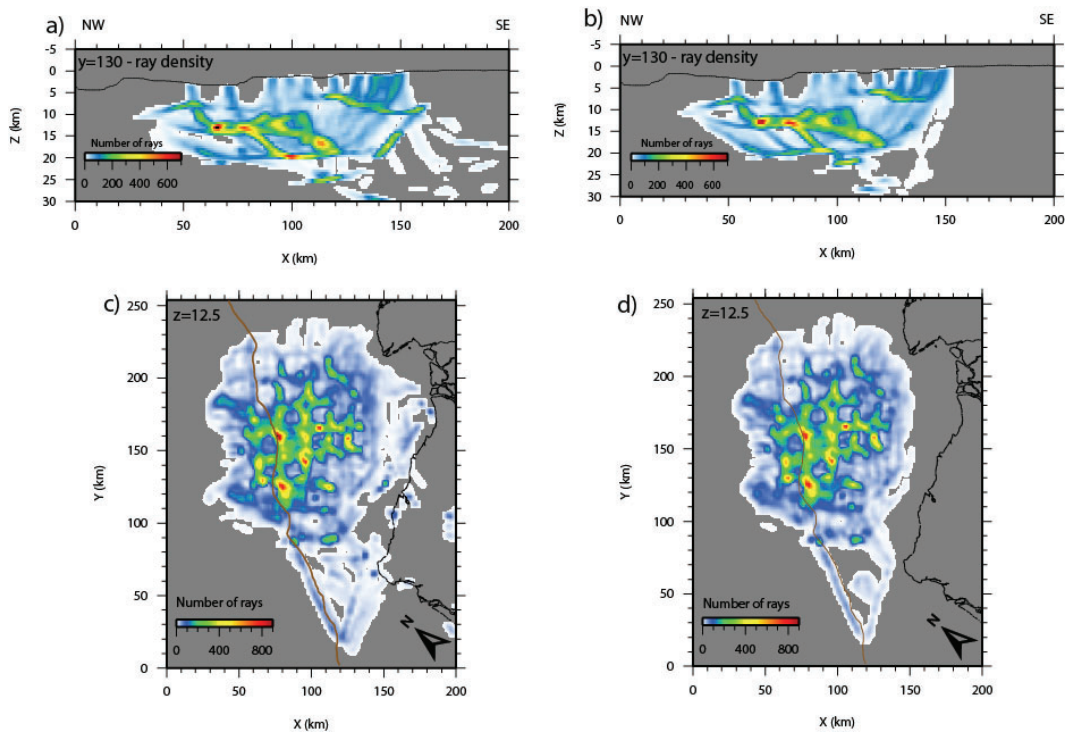 a)
NW
SE
y=130 - ray density
-5
0
5
10
15
20
25
30
Z (km)
Number of rays
0 200 400 600
0 50 100 150 200
X (km)
b)
NW
SE
y=130 - ray density
-5
0
5
10
15
20
25
30
Z (km)
Number of rays
0 200 400 600
0 50 100 150 200
X (km)
c)
z=12.5
250
200
150
100
50
0
Y (km)
Number of rays
0 400 800
N
0 50 100 150 200
X (km)
d)
z=12.5
250
200
150
100
50
0
Y (km)
Number of rays
0 400 800
N
0 50 100 150 200
X (km)